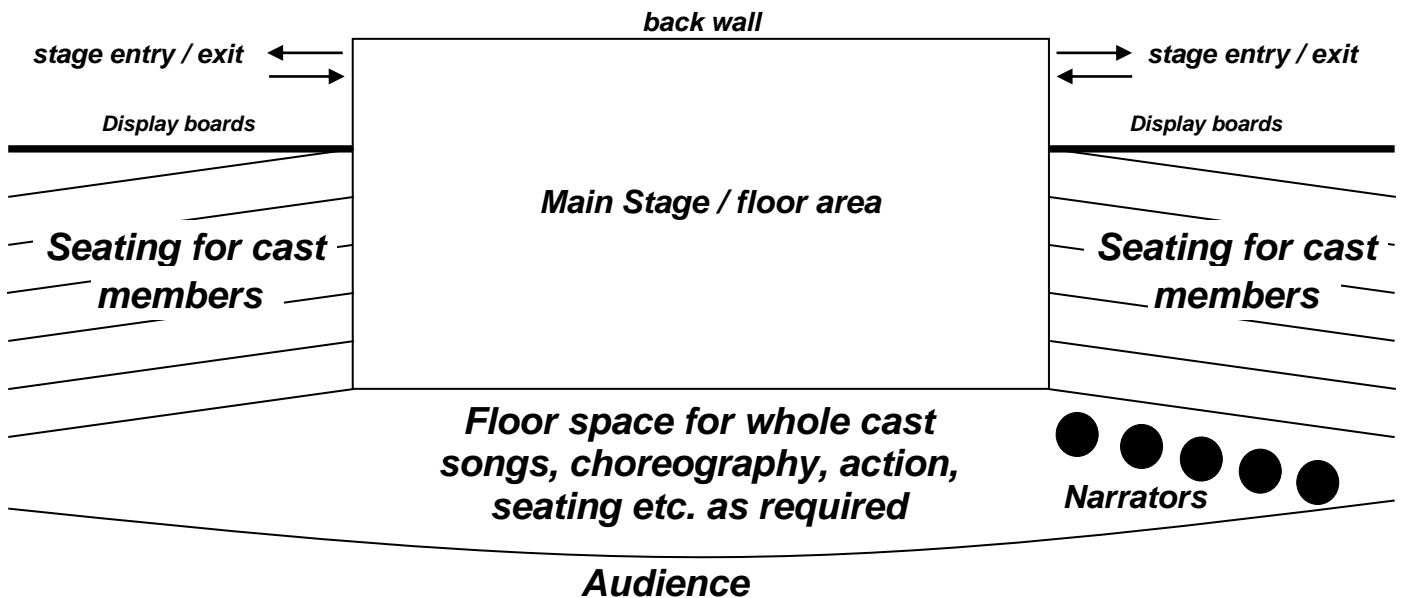 back wall
stage entry / exit
stage entry / exit
Display boards
Display boards
Main Stage / floor area
Seating for cast
members
Seating for cast
members
Floor space for whole cast
songs, choreography, action,
seating etc. as required
Narrators
Audience